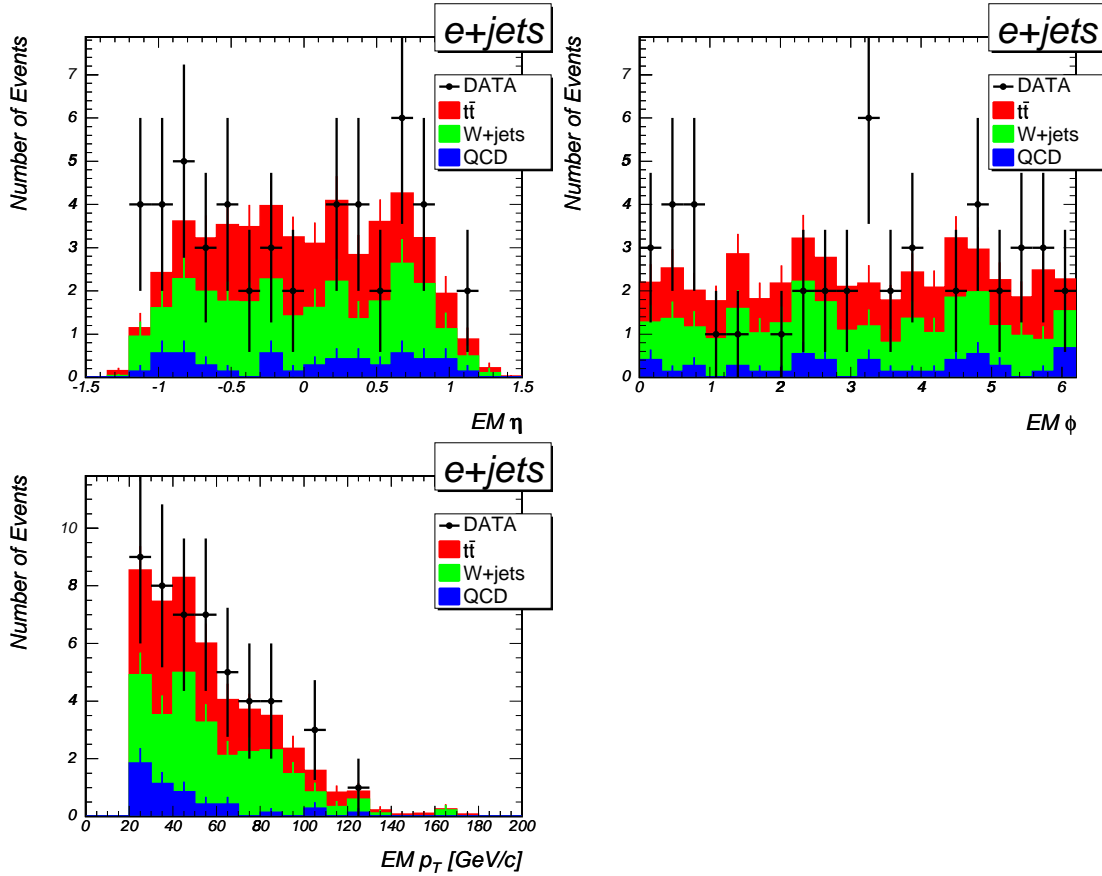 e+jets
Number of Events
7
6
5
4
3
2
1
0
DATA
tt̄
W+jets
QCD
-1.5 -1 -0.5 0 0.5 1 1.5
EM η
e+jets
Number of Events
7
6
5
4
3
2
1
0
DATA
tt̄
W+jets
QCD
0 1 2 3 4 5 6
EM ϕ
e+jets
Number of Events
10
8
6
4
2
0
DATA
tt̄
W+jets
QCD
0 20 40 60 80 100 120 140 160 180 200
EM p_T [GeV/c]